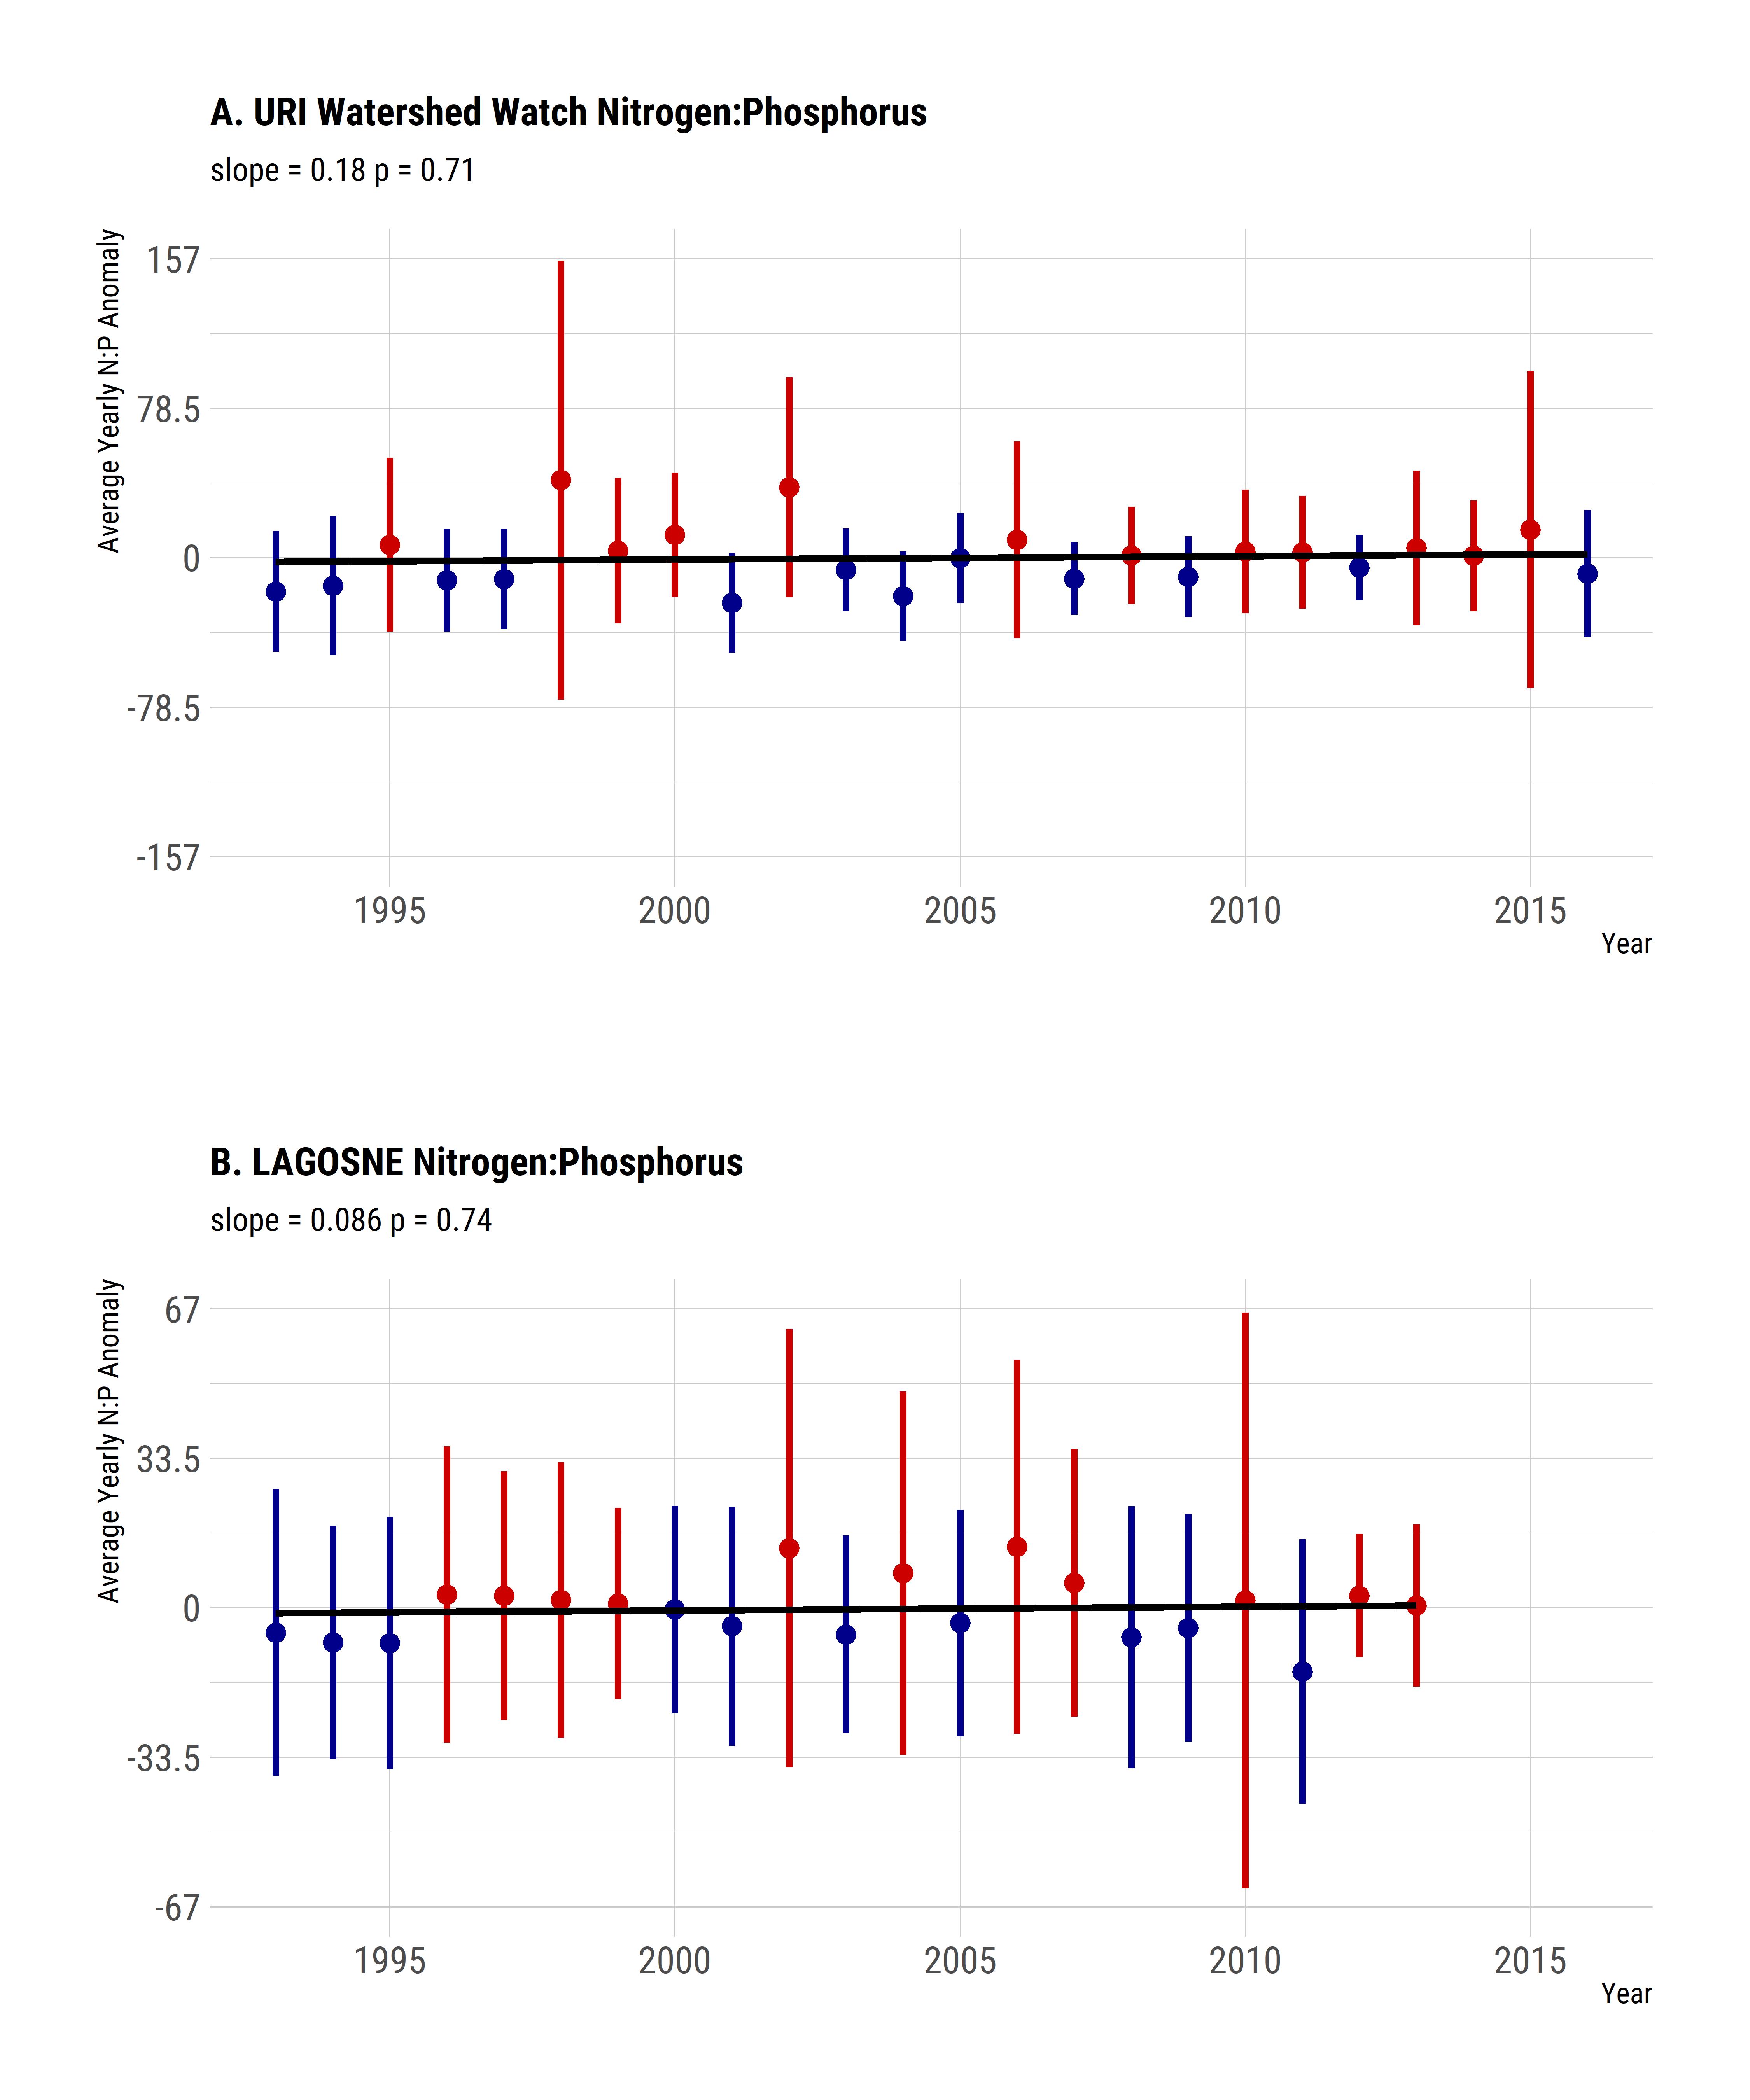 A. URI Watershed Watch Nitrogen:Phosphorus
slope = 0.18 p = 0.71
Average Yearly N:P Anomaly
157
78.5
0
-78.5
-157
1995 2000 2005 2010 2015
Year
B. LAGOSNE Nitrogen:Phosphorus
slope = 0.086 p = 0.74
Average Yearly N:P Anomaly
67
33.5
0
-33.5
-67
1995 2000 2005 2010 2015
Year